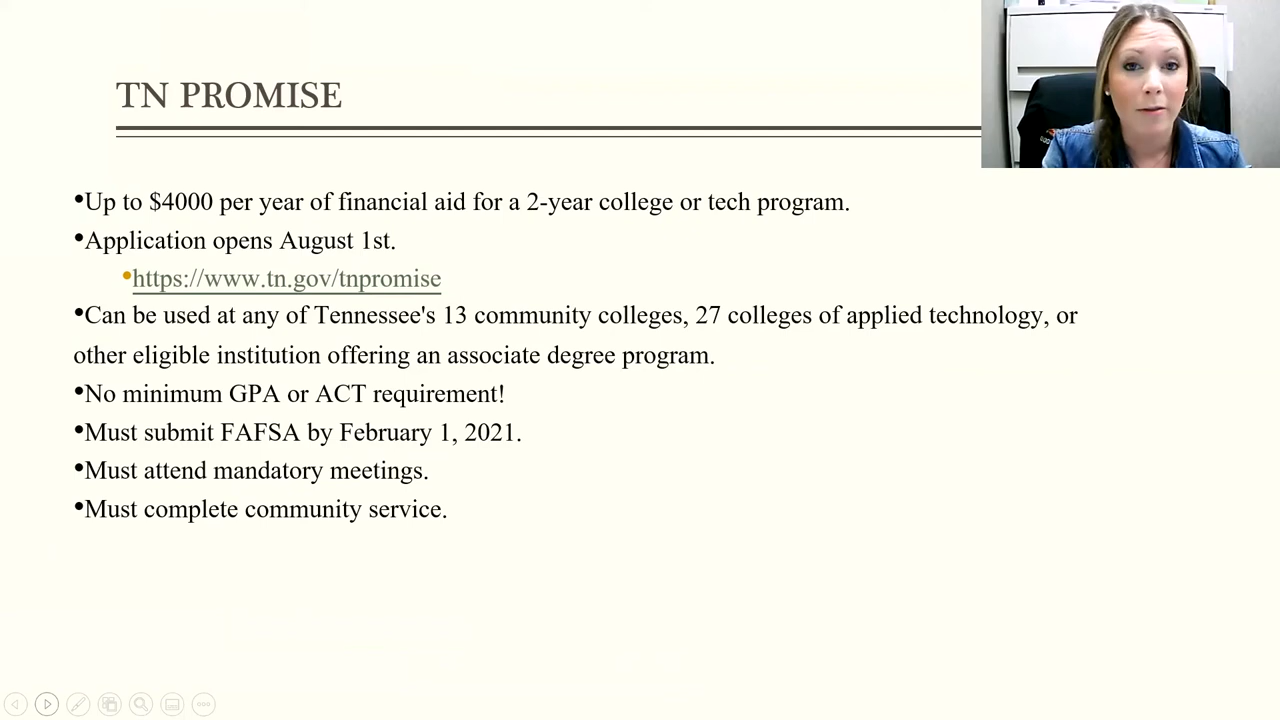 TN PROMISE
•Up to $4000 per year of financial aid for a 2-year college or tech program.
•Application opens August 1st.
•https://www.tn.gov/tnpromise
•Can be used at any of Tennessee's 13 community colleges, 27 colleges of applied technology, or
other eligible institution offering an associate degree program.
•No minimum GPA or ACT requirement!
•Must submit FAFSA by February 1, 2021.
•Must attend mandatory meetings.
•Must complete community service.